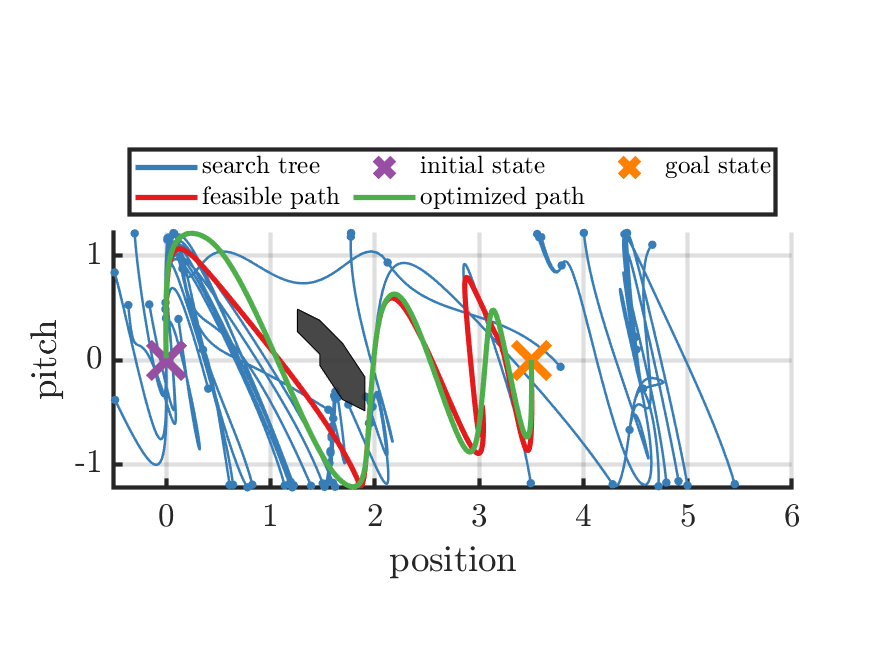 search tree initial state goal state
feasible path optimized path
1
0
-1
pitch
0 1 2 3 4 5 6
position